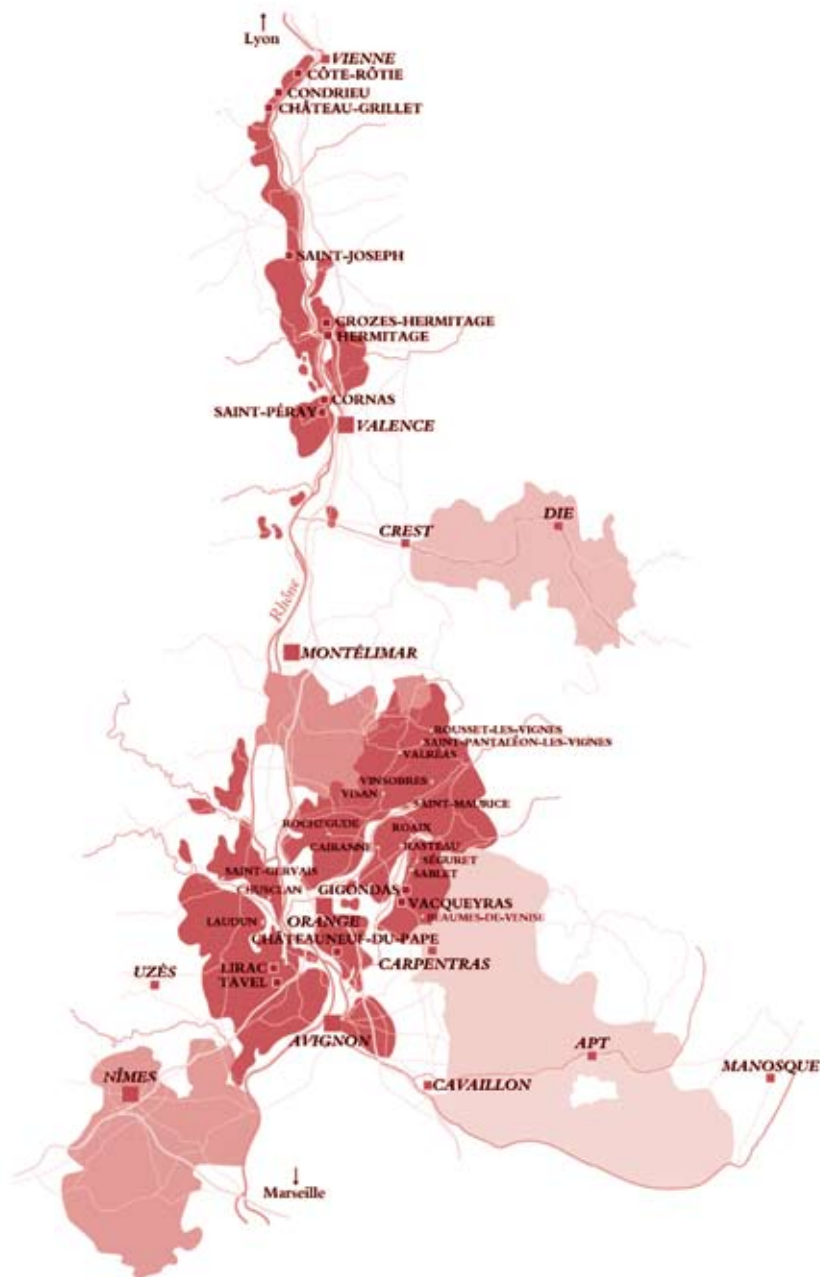 Lyon
VIENNE
CÔTE-RÔTIE
CONDRIEU
CHÂTEAU-GRILLET
SAINT-JOSEPH
CROZES-HERMITAGE
HERMITAGE
CORNAS
SAINT-PÉRAY
VALENCE
DIE
CREST
Rhône
MONTÉLIMAR
ROUSSET-LES-VIGNES
SAINT-PANTALÉON-LES-VIGNES
VALRÉAS
VINSOBRES
VISAN
SAINT-MAURICE
ROCHEGUDE
ROAIX
CAIRANNE
RASTEAU
SÉGURET
SAINT-GERVAIS
SABLET
CHUSCLAN
GIGONDAS
VACQUEYRAS
LAUDUN
ORANGE
BEAUMES-DE-VENISE
CHÂTEAUNEUF-DU-PAPE
LIRAC
CARPENTRAS
UZÈS
TAVEL
AVIGNON
APT
MANOSQUE
NÎMES
CAVAILLON
Marseille